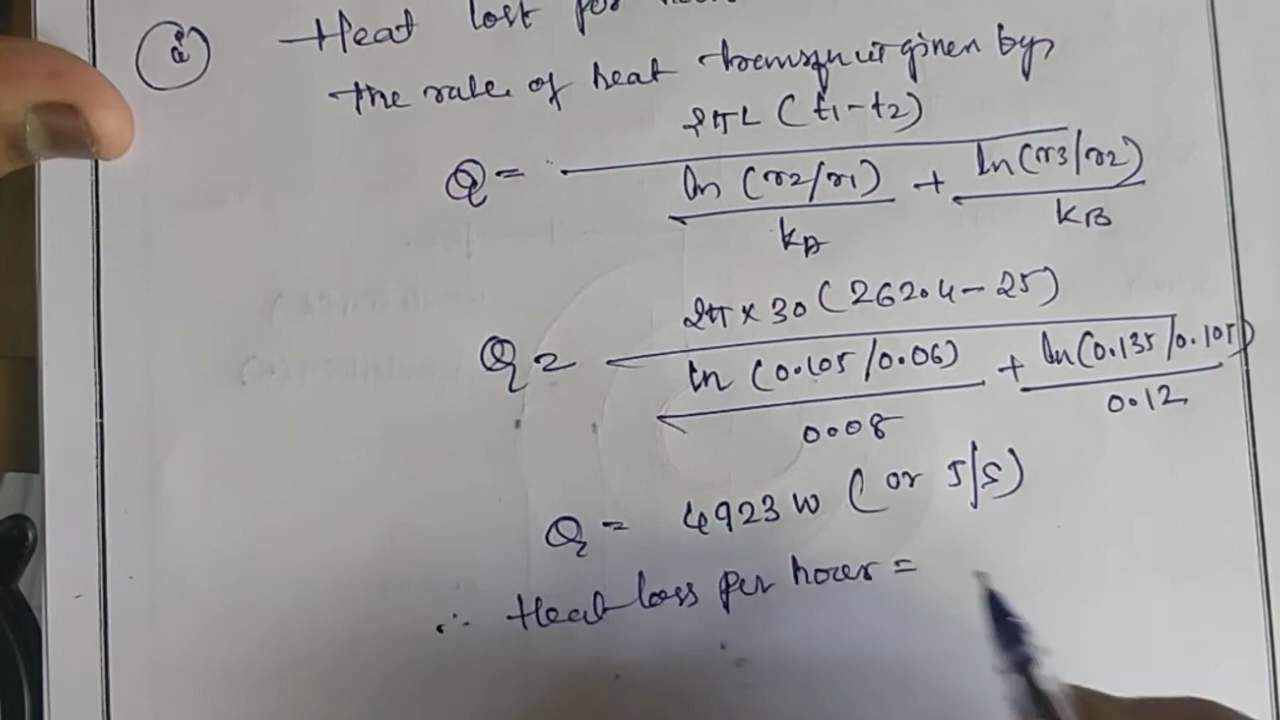 (a) Heat lost per
the rate of heat given by,
Q = 2πL (t1-t2) / ( ln (r2/r1) / kA + ln (r3/r2) / kB )
Q = 2π × 30 (262.4 - 25) / ( ln (0.105/0.06) / 0.08 + ln (0.135/0.105) / 0.12 )
Q = 4923 W (or J/s)
∴ Heat loss per hour =